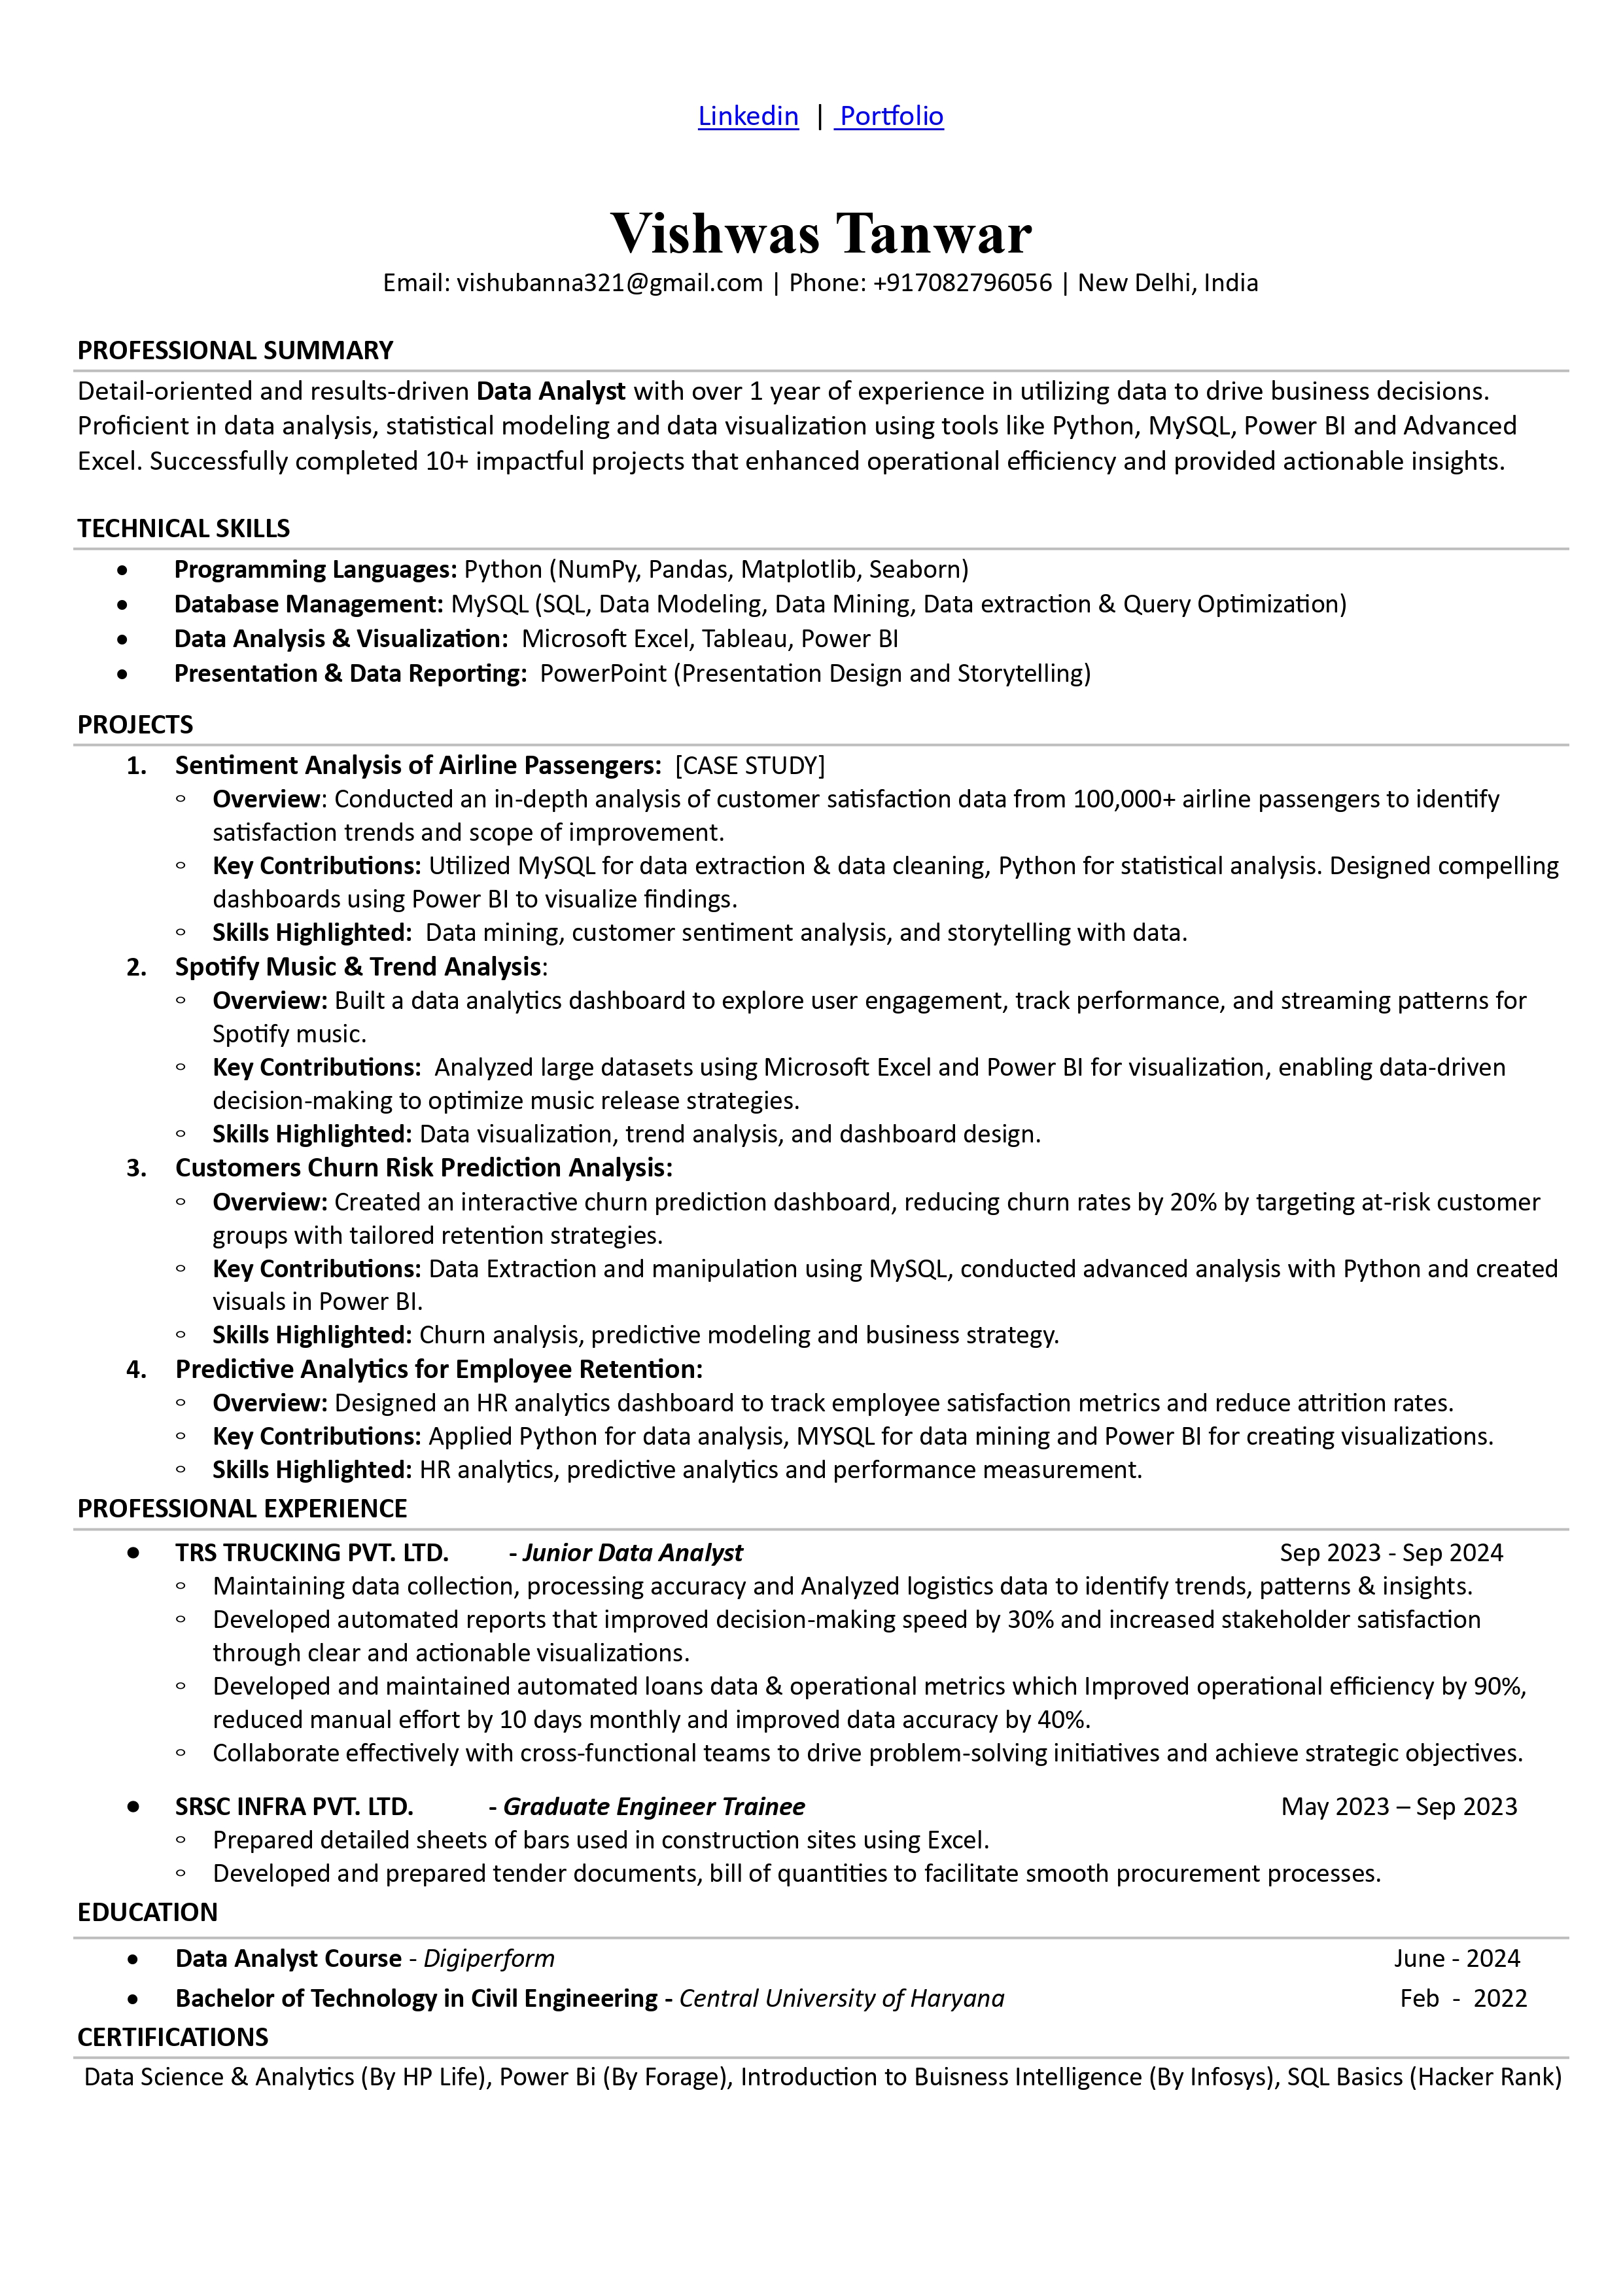 Linkedin | Portfolio
Vishwas Tanwar
Email: vishubanna321@gmail.com | Phone: +917082796056 | New Delhi, India
PROFESSIONAL SUMMARY
Detail-oriented and results-driven Data Analyst with over 1 year of experience in utilizing data to drive business decisions.
Proficient in data analysis, statistical modeling and data visualization using tools like Python, MySQL, Power BI and Advanced
Excel. Successfully completed 10+ impactful projects that enhanced operational efficiency and provided actionable insights.
TECHNICAL SKILLS
• Programming Languages: Python (NumPy, Pandas, Matplotlib, Seaborn)
• Database Management: MySQL (SQL, Data Modeling, Data Mining, Data extraction & Query Optimization)
• Data Analysis & Visualization: Microsoft Excel, Tableau, Power BI
• Presentation & Data Reporting: PowerPoint (Presentation Design and Storytelling)
PROJECTS
1. Sentiment Analysis of Airline Passengers: [CASE STUDY]
○ Overview: Conducted an in-depth analysis of customer satisfaction data from 100,000+ airline passengers to identify
satisfaction trends and scope of improvement.
○ Key Contributions: Utilized MySQL for data extraction & data cleaning, Python for statistical analysis. Designed compelling
dashboards using Power BI to visualize findings.
○ Skills Highlighted: Data mining, customer sentiment analysis, and storytelling with data.
2. Spotify Music & Trend Analysis:
○ Overview: Built a data analytics dashboard to explore user engagement, track performance, and streaming patterns for
Spotify music.
○ Key Contributions: Analyzed large datasets using Microsoft Excel and Power BI for visualization, enabling data-driven
decision-making to optimize music release strategies.
○ Skills Highlighted: Data visualization, trend analysis, and dashboard design.
3. Customers Churn Risk Prediction Analysis:
○ Overview: Created an interactive churn prediction dashboard, reducing churn rates by 20% by targeting at-risk customer
groups with tailored retention strategies.
○ Key Contributions: Data Extraction and manipulation using MySQL, conducted advanced analysis with Python and created
visuals in Power BI.
○ Skills Highlighted: Churn analysis, predictive modeling and business strategy.
4. Predictive Analytics for Employee Retention:
○ Overview: Designed an HR analytics dashboard to track employee satisfaction metrics and reduce attrition rates.
○ Key Contributions: Applied Python for data analysis, MYSQL for data mining and Power BI for creating visualizations.
○ Skills Highlighted: HR analytics, predictive analytics and performance measurement.
PROFESSIONAL EXPERIENCE
• TRS TRUCKING PVT. LTD. - Junior Data Analyst Sep 2023 - Sep 2024
○ Maintaining data collection, processing accuracy and Analyzed logistics data to identify trends, patterns & insights.
○ Developed automated reports that improved decision-making speed by 30% and increased stakeholder satisfaction
through clear and actionable visualizations.
○ Developed and maintained automated loans data & operational metrics which Improved operational efficiency by 90%,
reduced manual effort by 10 days monthly and improved data accuracy by 40%.
○ Collaborate effectively with cross-functional teams to drive problem-solving initiatives and achieve strategic objectives.
• SRSC INFRA PVT. LTD. - Graduate Engineer Trainee May 2023 – Sep 2023
○ Prepared detailed sheets of bars used in construction sites using Excel.
○ Developed and prepared tender documents, bill of quantities to facilitate smooth procurement processes.
EDUCATION
• Data Analyst Course - Digiperform June - 2024
• Bachelor of Technology in Civil Engineering - Central University of Haryana Feb - 2022
CERTIFICATIONS
Data Science & Analytics (By HP Life), Power Bi (By Forage), Introduction to Buisness Intelligence (By Infosys), SQL Basics (Hacker Rank)